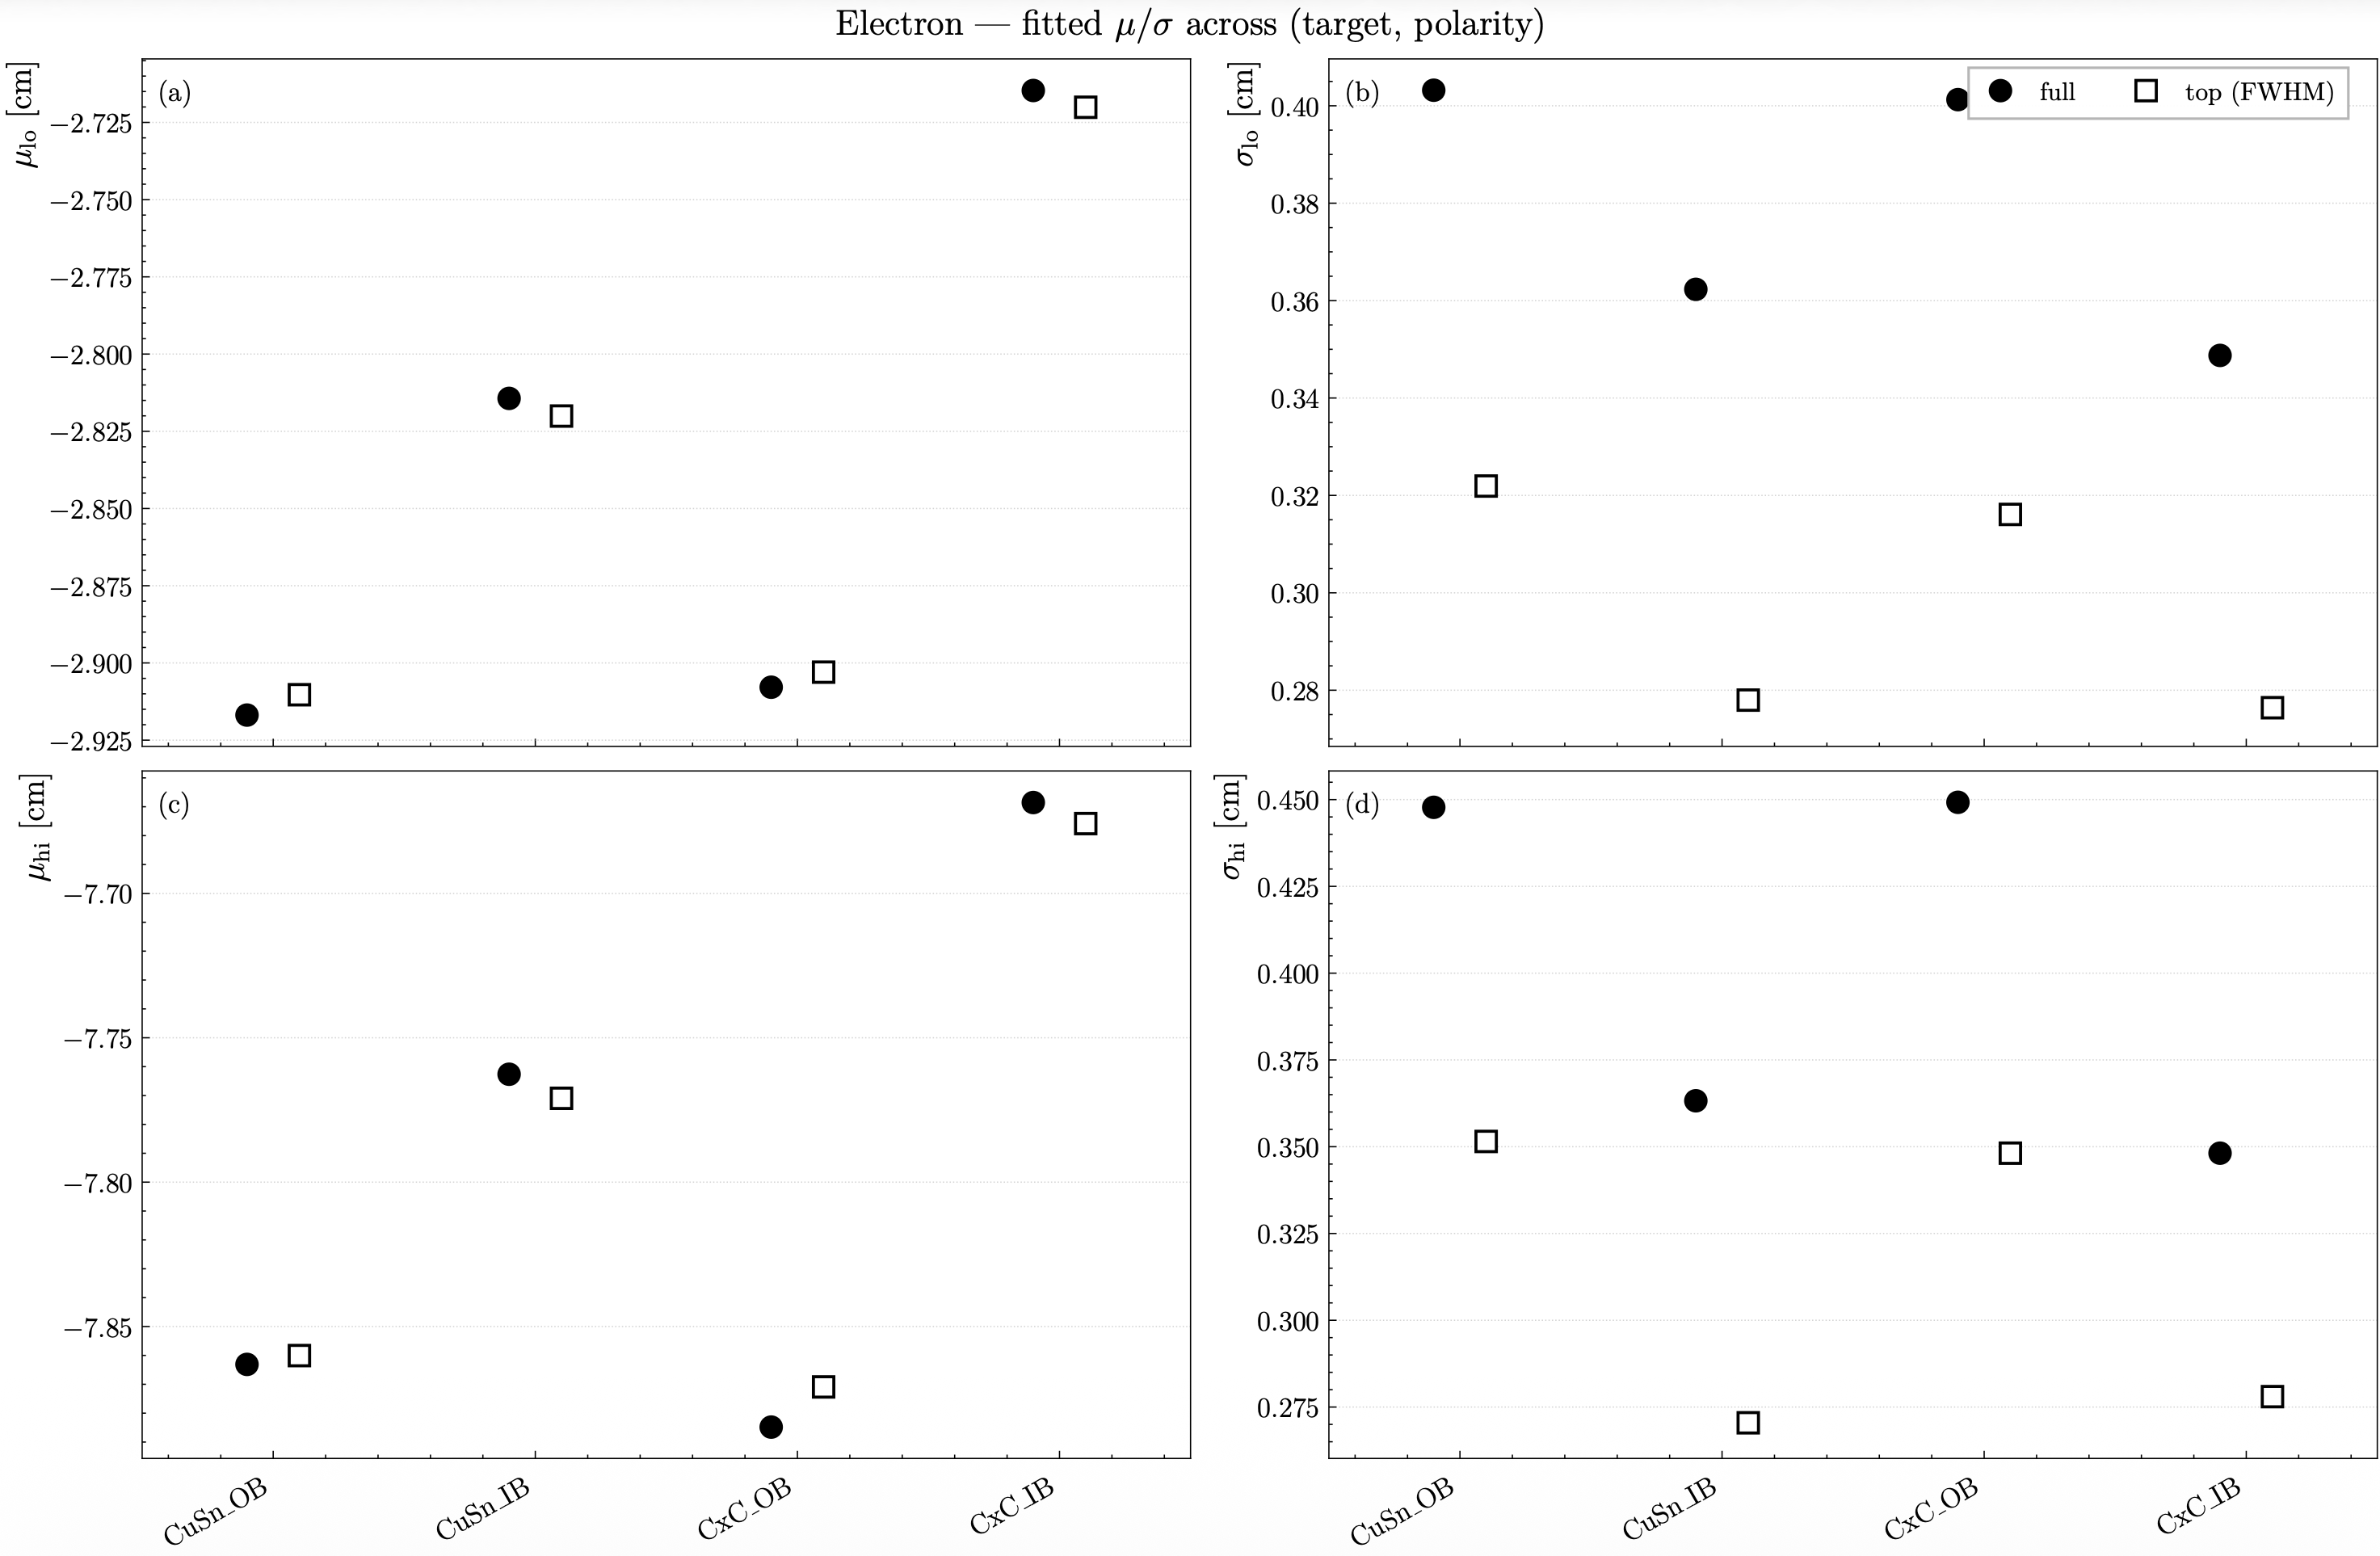 Electron — fitted μ/σ across (target, polarity)
(a)
μlo [cm]
−2.725
−2.750
−2.775
−2.800
−2.825
−2.850
−2.875
−2.900
−2.925
(b)
σlo [cm]
full
top (FWHM)
0.40
0.38
0.36
0.34
0.32
0.30
0.28
(c)
μhi [cm]
−7.70
−7.75
−7.80
−7.85
CuSn_OB
CuSn_IB
CxC_OB
CxC_IB
(d)
σhi [cm]
0.450
0.425
0.400
0.375
0.350
0.325
0.300
0.275
CuSn_OB
CuSn_IB
CxC_OB
CxC_IB